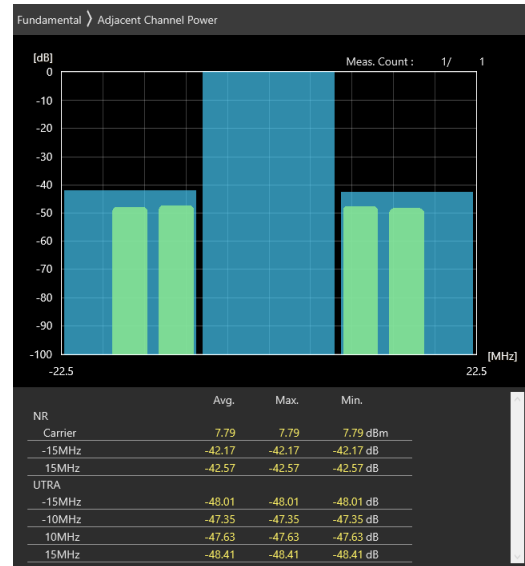 Fundamental 〉 Adjacent Channel Power
[dB]
Meas. Count : 1/ 1
0
-10
-20
-30
-40
-50
-60
-70
-80
-90
-100
[MHz]
-22.5 22.5
Avg. Max. Min.
NR
Carrier 7.79 7.79 7.79 dBm
-15MHz -42.17 -42.17 -42.17 dB
15MHz -42.57 -42.57 -42.57 dB
UTRA
-15MHz -48.01 -48.01 -48.01 dB
-10MHz -47.35 -47.35 -47.35 dB
10MHz -47.63 -47.63 -47.63 dB
15MHz -48.41 -48.41 -48.41 dB